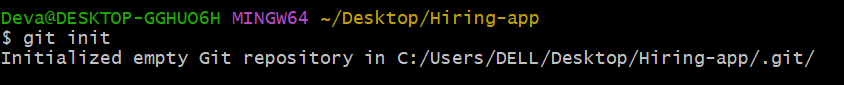 Deva@DESKTOP-GGHUO6H MINGW64 ~/Desktop/Hiring-app
$ git init
Initialized empty Git repository in C:/Users/DELL/Desktop/Hiring-app/.git/